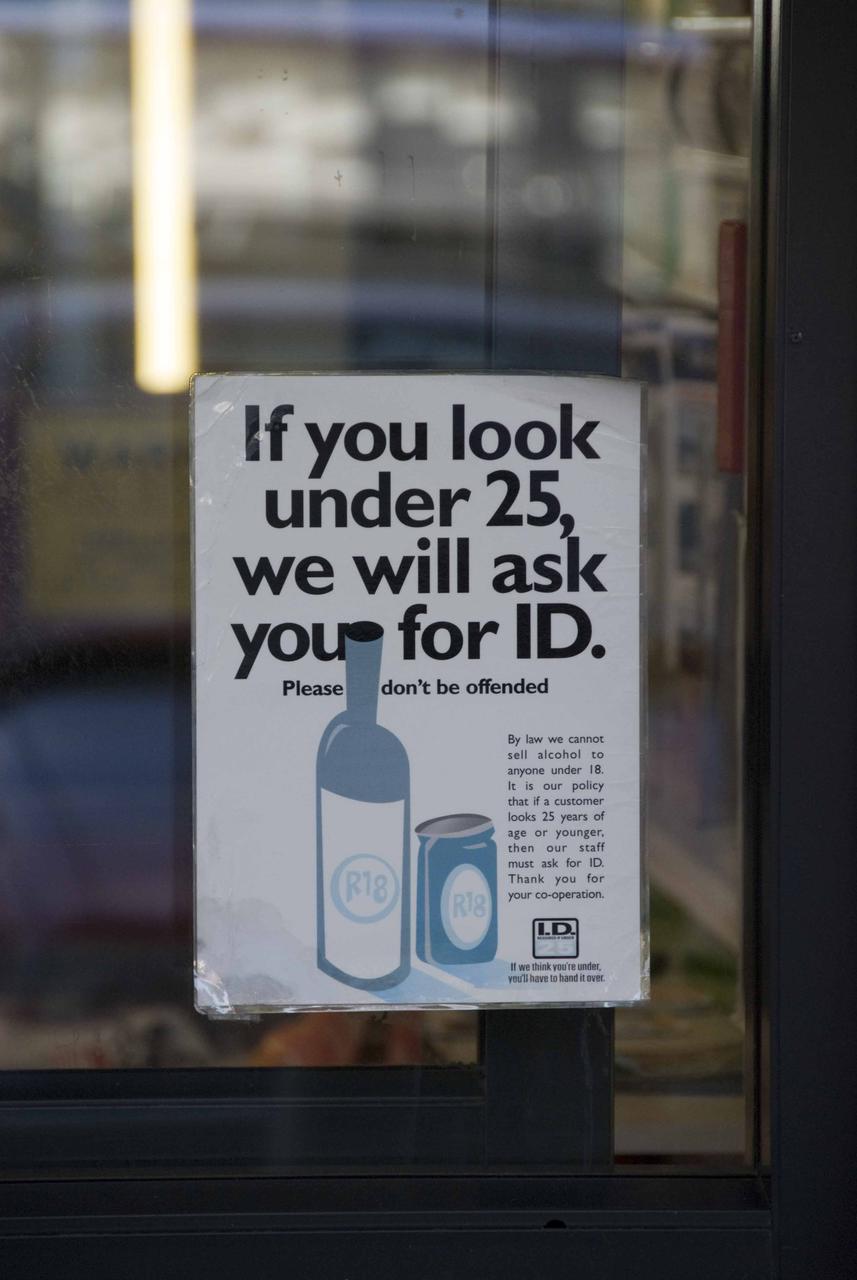 If you look
under 25,
we will ask
you for ID.
Please don't be offended
By law we cannot
sell alcohol to
anyone under 18.
It is our policy
that if a customer
looks 25 years of
age or younger,
then our staff
must ask for ID.
Thank you for
your co-operation.
R18
R18
I.D.
25
If we think you're under,
you'll have to hand it over.